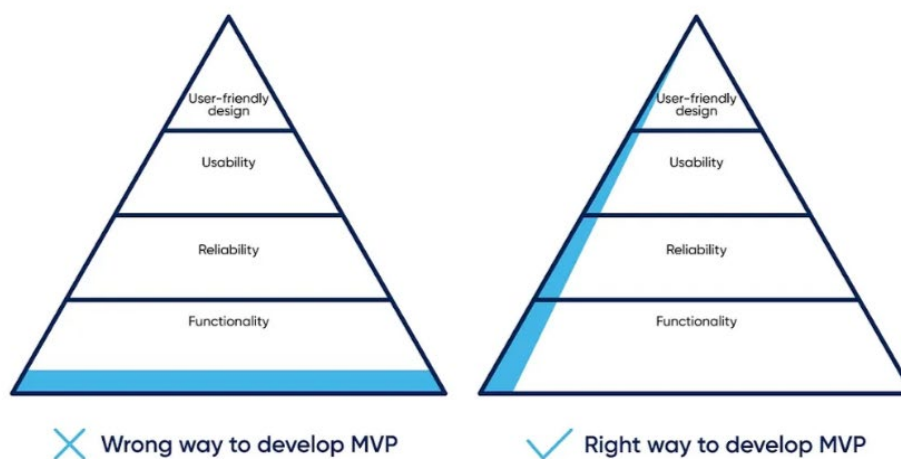 User-friendly
design
Usability
Reliability
Functionality
Wrong way to develop MVP
User-friendly
design
Usability
Reliability
Functionality
Right way to develop MVP